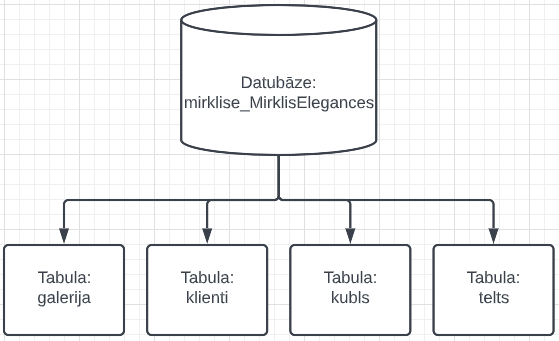 Datubāze:
mirklise_MirklisElegances
Tabula:
galerija
Tabula:
klienti
Tabula:
kubls
Tabula:
telts